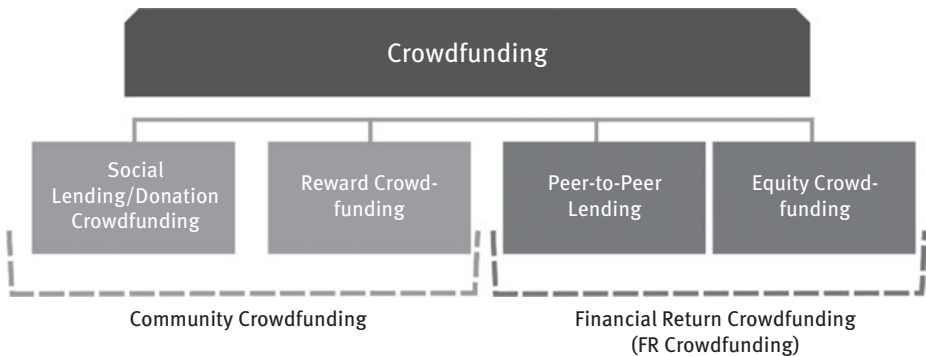 Crowdfunding
Social
Lending/Donation
Crowdfunding
Reward Crowd-
funding
Peer-to-Peer
Lending
Equity Crowd-
funding
Community Crowdfunding
Financial Return Crowdfunding
(FR Crowdfunding)